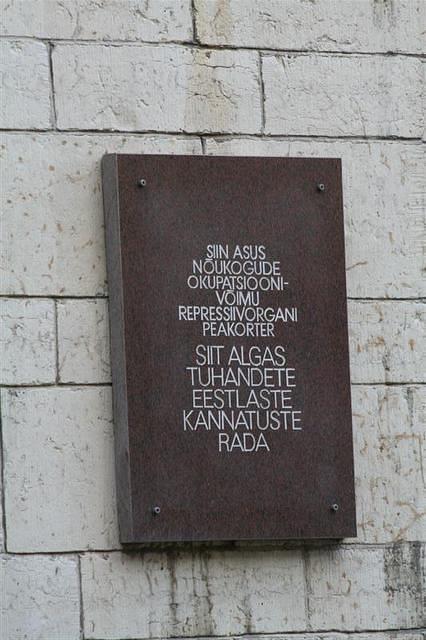 SIIN ASUS
NÕUKOGUDE
OKUPATSIOONI-
VÕIMU
REPRESSIIVORGANI
PEAKORTER
SIIT ALGAS
TUHANDETE
EESTLASTE
KANNATUSTE
RADA